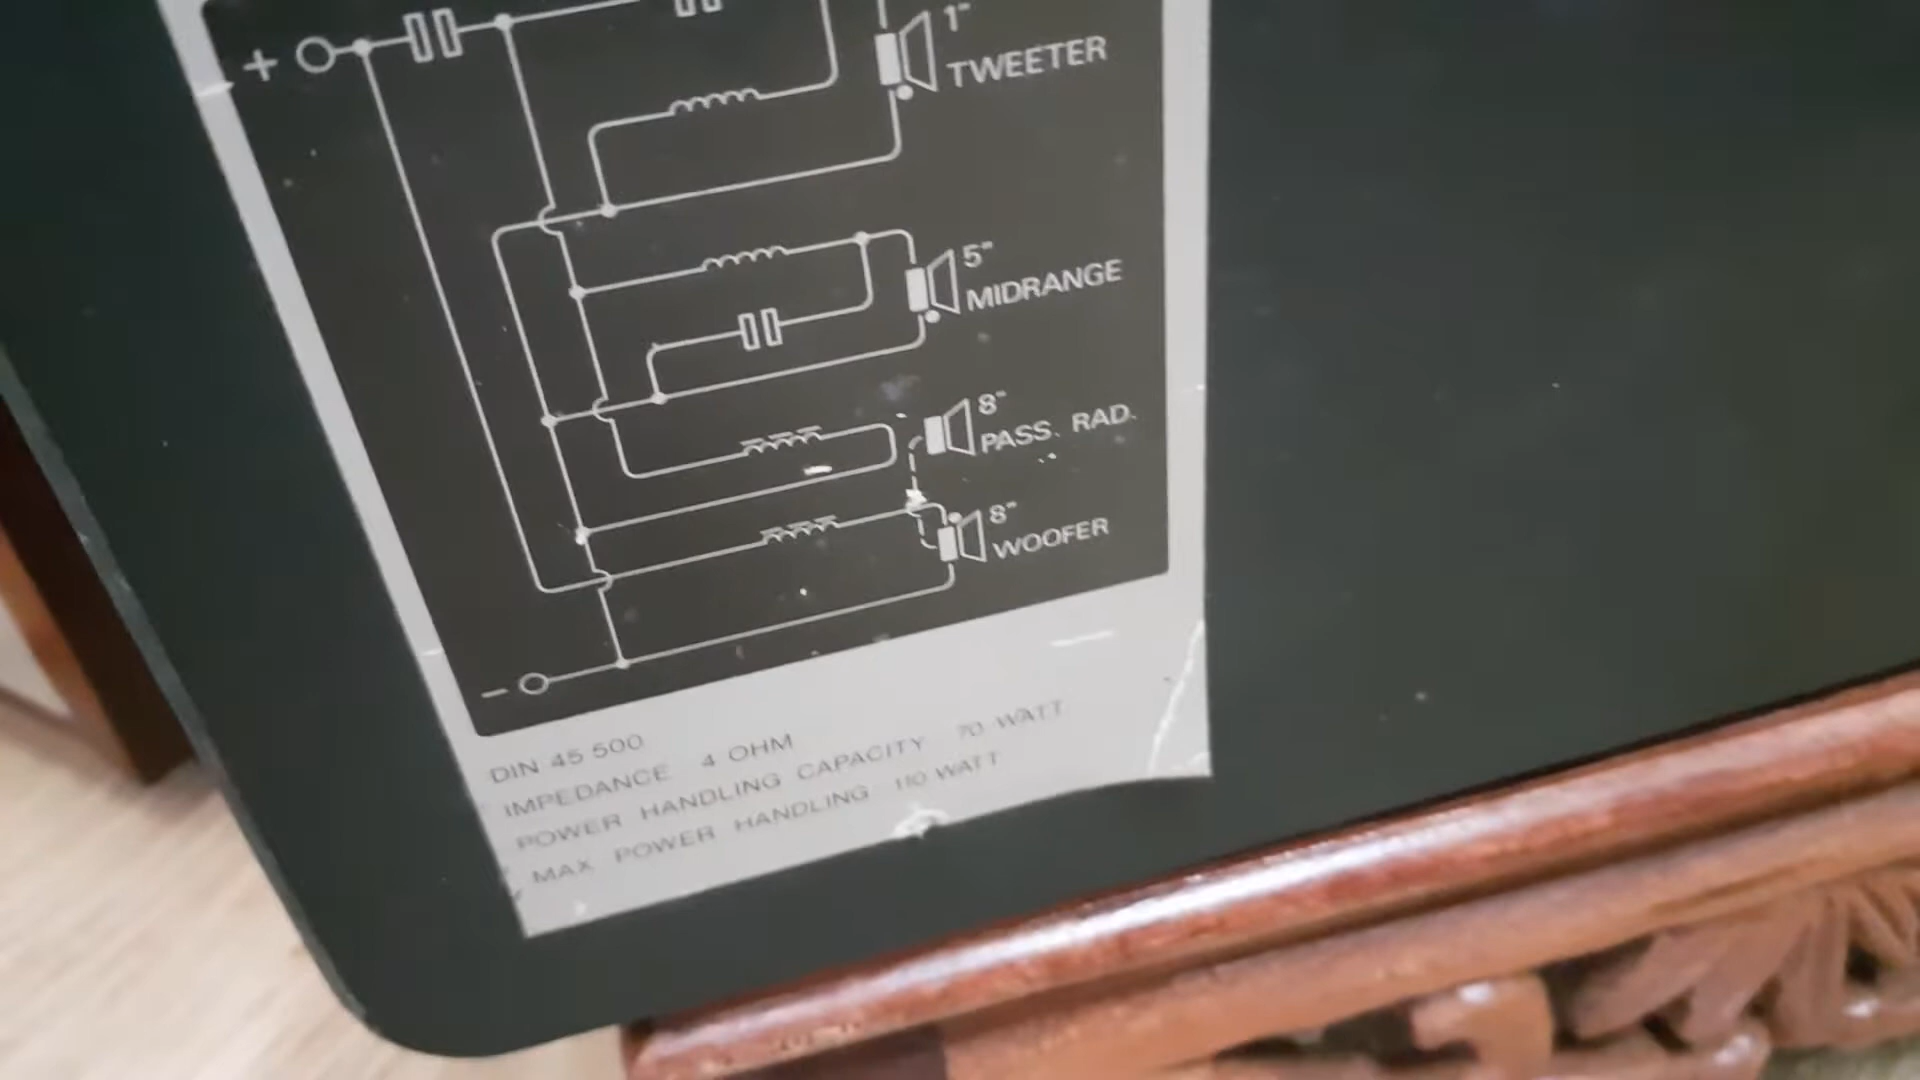 +
1"
TWEETER
5"
MIDRANGE
8"
PASS. RAD.
8"
WOOFER
–
DIN 45 500
IMPEDANCE 4 OHM
POWER HANDLING CAPACITY 70 WATT
MAX POWER HANDLING 110 WATT